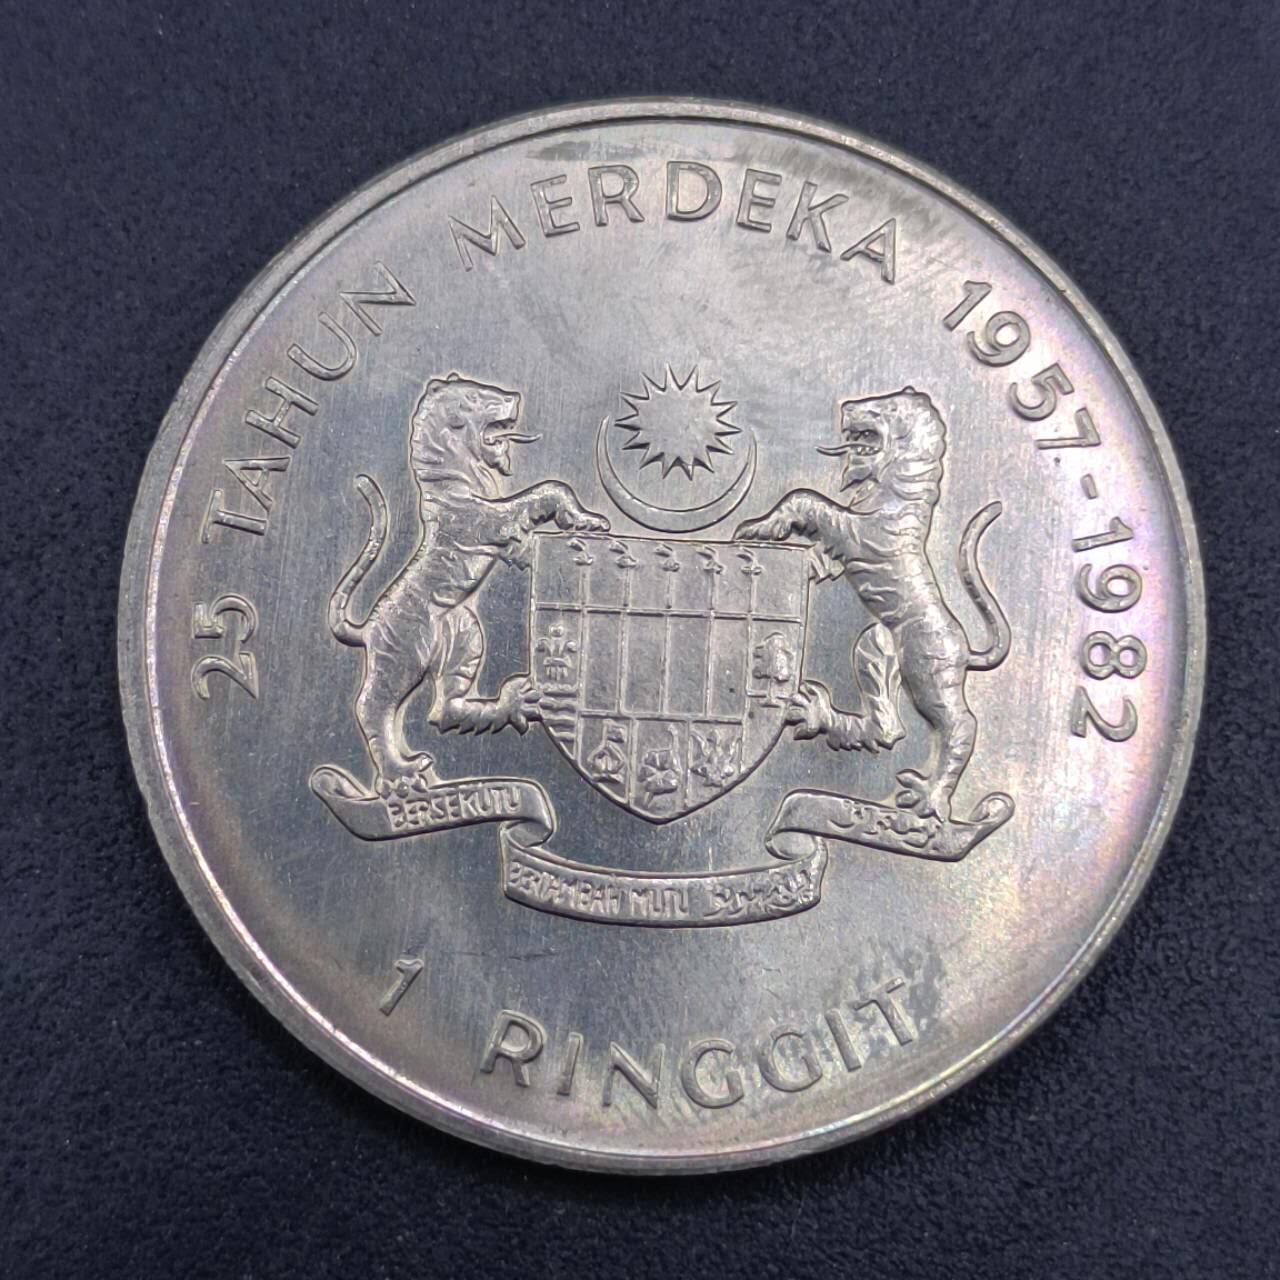 25 TAHUN MERDEKA 1957-1982
BERSEKUTU
BERTAMBAH MUTU
1 RINGGIT